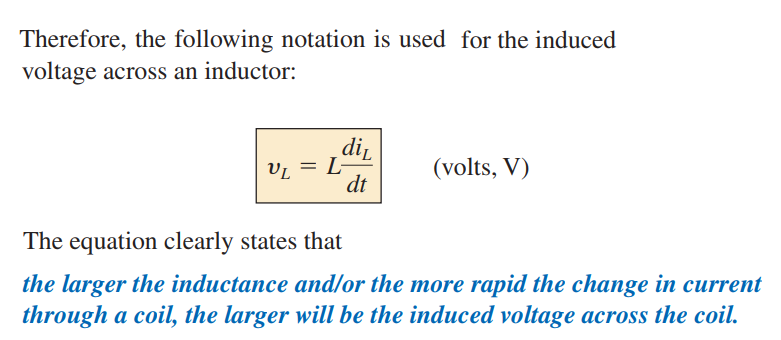 Therefore, the following notation is used for the induced
voltage across an inductor:
v_L = L di_L/dt (volts, V)
The equation clearly states that
the larger the inductance and/or the more rapid the change in current
through a coil, the larger will be the induced voltage across the coil.